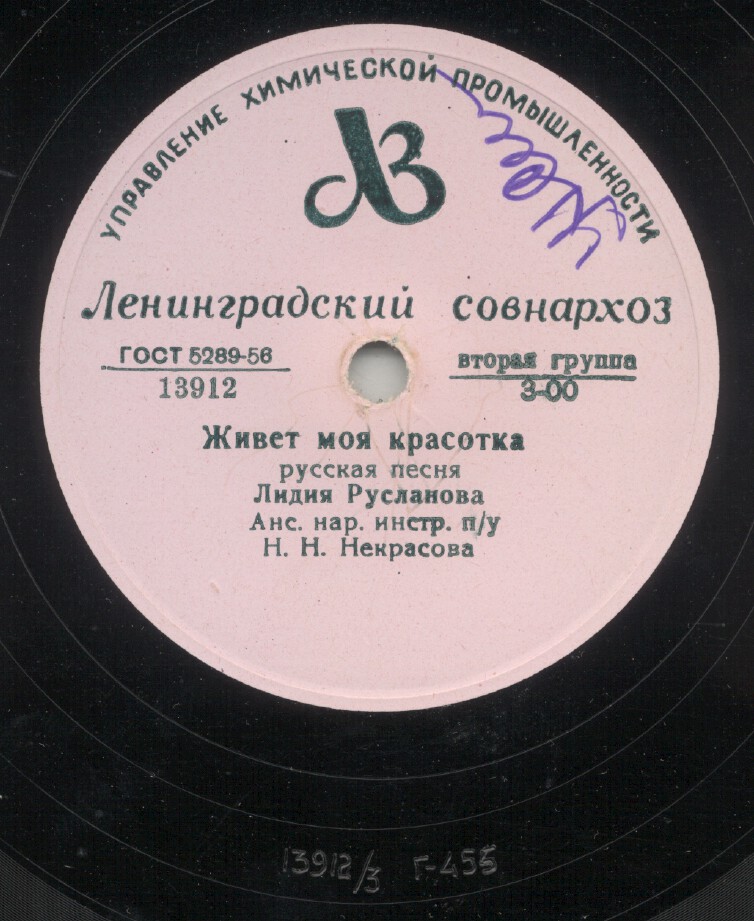 УПРАВЛЕНИЕ ХИМИЧЕСКОЙ ПРОМЫШЛЕННОСТИ
ЛЗ
Ленинградский совнархоз
ГОСТ 5289-56
13912
вторая группа
3-00
Живет моя красотка
русская песня
Лидия Русланова
Анс. нар. инстр. п/у
Н. Н. Некрасова
13912/3 Г-455